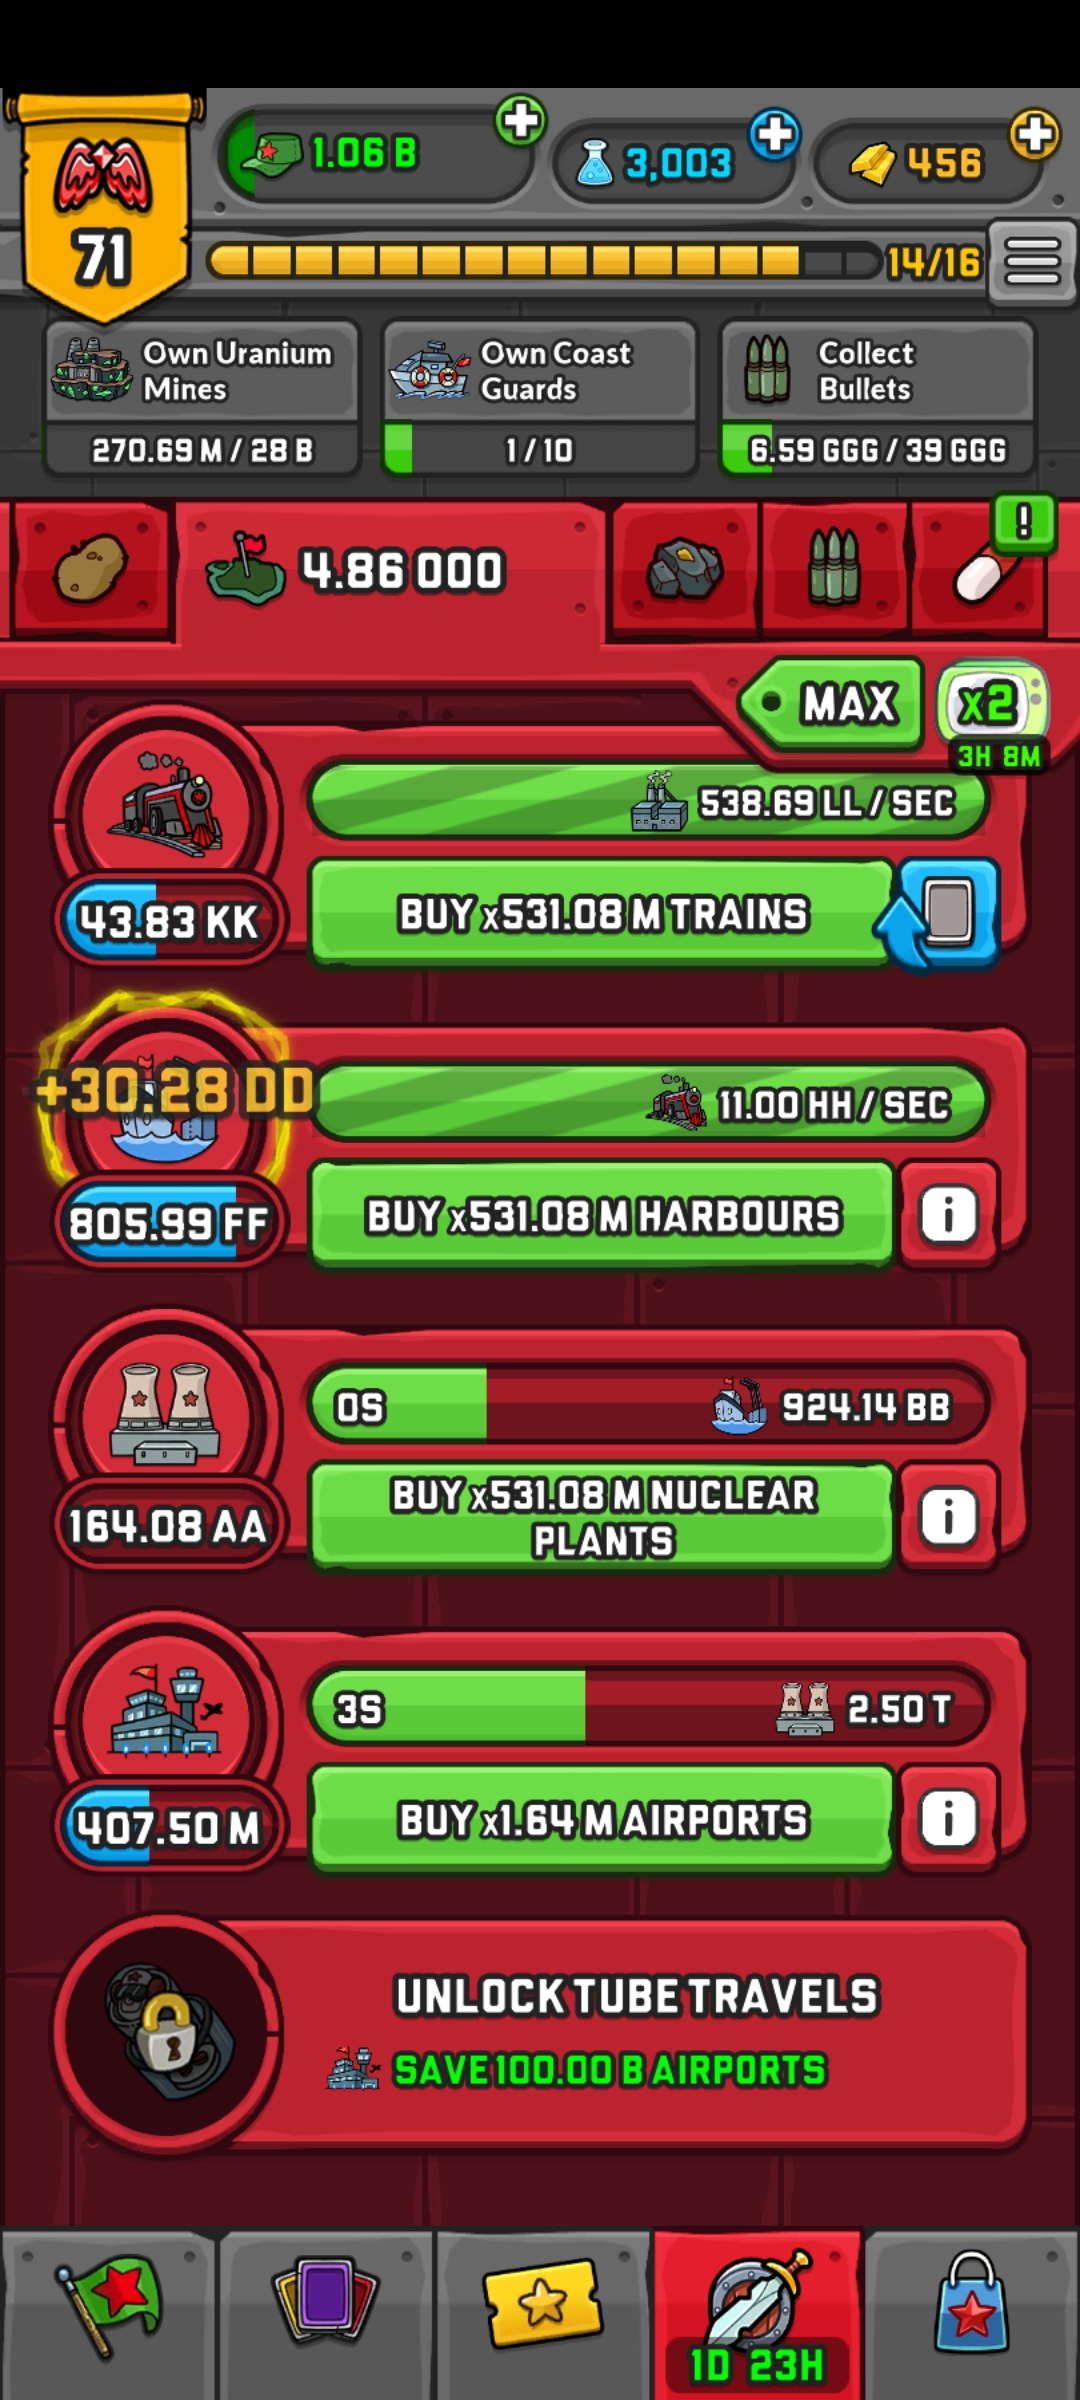 71
1.06 B
3,003
456
14/16
Own Uranium
Mines
270.69 M / 28 B
Own Coast
Guards
1 / 10
Collect
Bullets
6.59 GGG / 39 GGG
4.86 000
!
MAX
x2
3H 8M
538.69 LL / SEC
43.83 KK
BUY x531.08 M TRAINS
+30.28 DD
11.00 HH / SEC
805.99 FF
BUY x531.08 M HARBOURS
i
0S
924.14 BB
164.08 AA
BUY x531.08 M NUCLEAR
PLANTS
i
3S
2.50 T
407.50 M
BUY x1.64 M AIRPORTS
i
UNLOCK TUBE TRAVELS
SAVE 100.00 B AIRPORTS
1D 23H